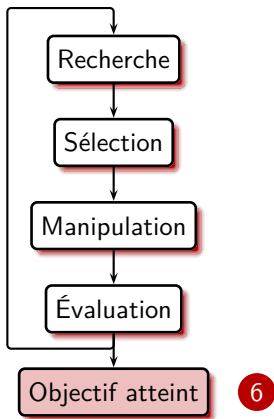 Recherche
Sélection
Manipulation
Évaluation
Objectif atteint
6